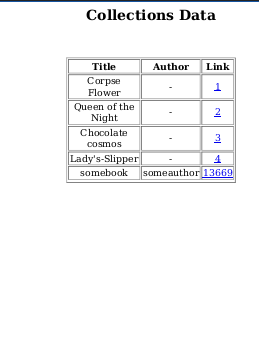 Collections Data
Title Author Link
Corpse
Flower - 1
Queen of the
Night - 2
Chocolate
cosmos - 3
Lady's-Slipper - 4
somebook someauthor 13669